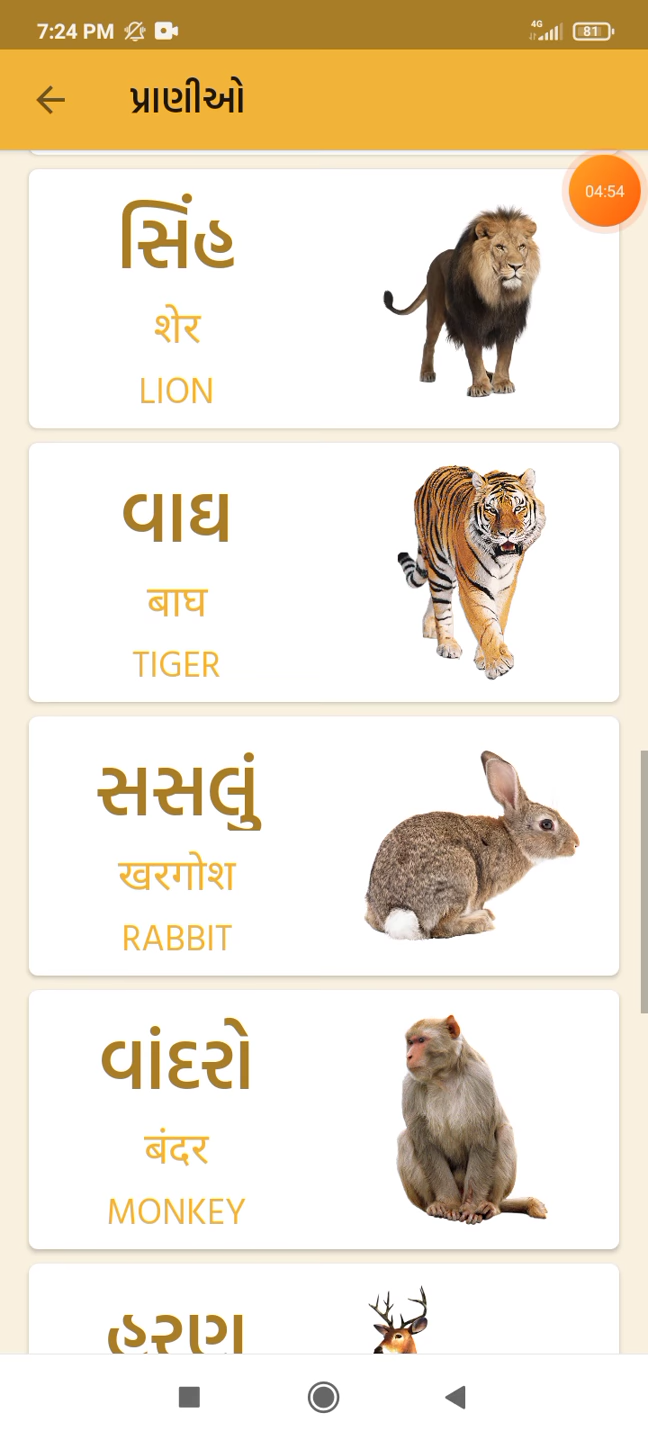 7:24 PM 4G 81
પ્રાણીઓ
04:54
સિંહ
शेर
LION
વાઘ
बाघ
TIGER
સસલું
खरगोश
RABBIT
વાંદરો
बंदर
MONKEY